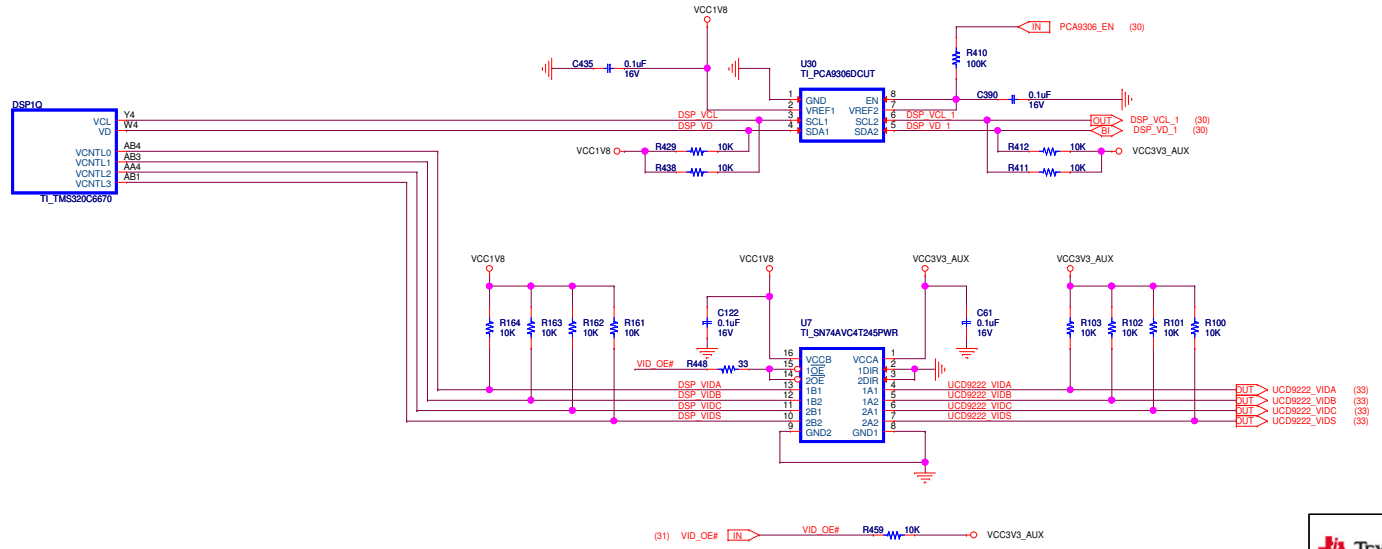 VCC1V8
IN PCA9306_EN (30)
R410
100K
C435 0.1uF
16V
U30
TI_PCA9306DCUT
C390 0.1uF
16V
1 GND EN 8
2 VREF1 VREF2 7
DSP_VCL 3 SCL1 SCL2 6 DSP_VCL_1 OUT DSP_VCL_1 (30)
DSP_VD 4 SDA1 SDA2 5 DSP_VD_1 BI DSP_VD_1 (30)
DSP1Q
VCL Y4
VD W4
VCNTL0 AB4
VCNTL1 AB3
VCNTL2 AA4
VCNTL3 AB1
TI_TMS320C6670
VCC1V8 R429 10K
R438 10K
R412 10K VCC3V3_AUX
R411 10K
VCC1V8 VCC1V8 VCC3V3_AUX VCC3V3_AUX
R164
10K
R163
10K
R162
10K
R161
10K
C122
0.1uF
16V
U7
TI_SN74AVC4T245PWR
C61
0.1uF
16V
R103
10K
R102
10K
R101
10K
R100
10K
16 VCCB VCCA 1
VID_OE# R448 33 15 1OE 1DIR 2
14 2OE 2DIR 3
DSP_VIDA 13 1B1 1A1 4 UCD9222_VIDA OUT UCD9222_VIDA (33)
DSP_VIDB 12 1B2 1A2 5 UCD9222_VIDB OUT UCD9222_VIDB (33)
DSP_VIDC 11 2B1 2A1 6 UCD9222_VIDC OUT UCD9222_VIDC (33)
DSP_VIDS 10 2B2 2A2 7 UCD9222_VIDS OUT UCD9222_VIDS (33)
9 GND2 GND1 8
(31) VID_OE# IN VID_OE# R459 10K VCC3V3_AUX